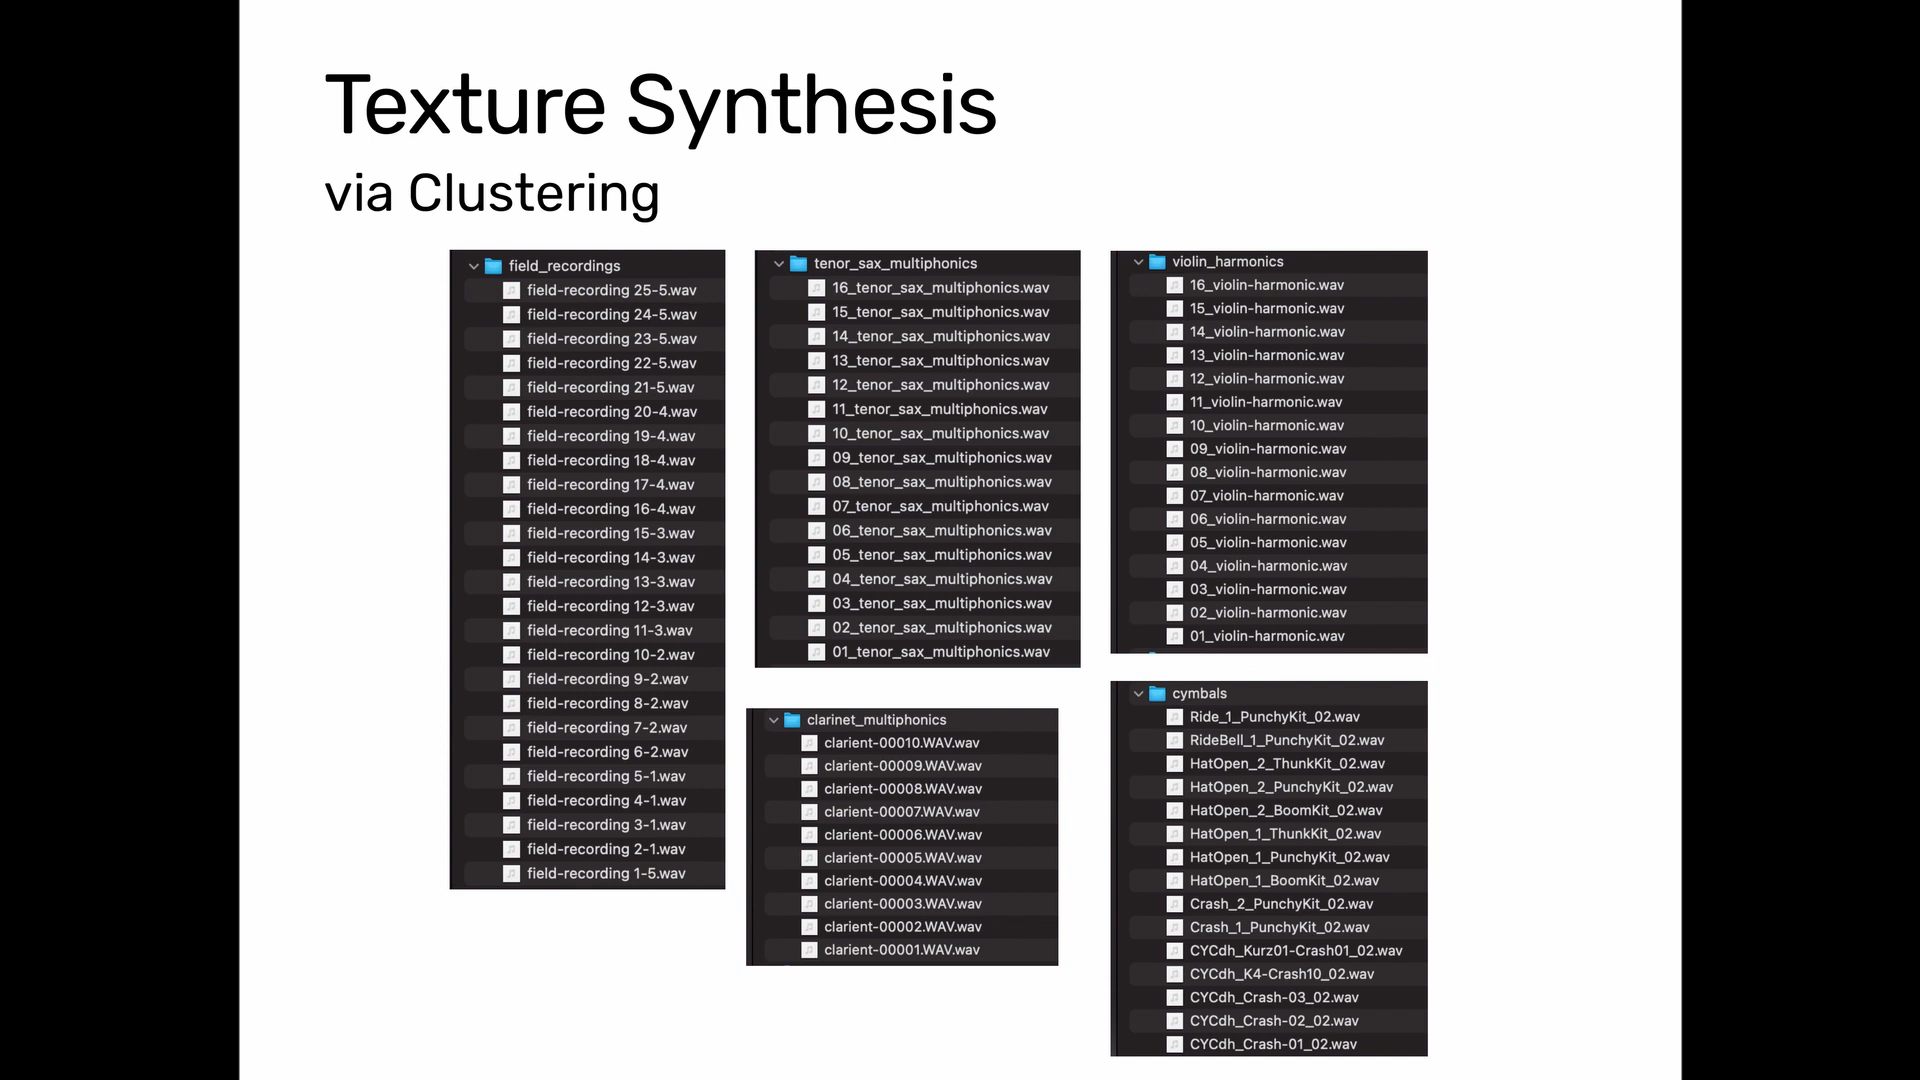 Texture Synthesis
via Clustering
field_recordings
field-recording 25-5.wav
field-recording 24-5.wav
field-recording 23-5.wav
field-recording 22-5.wav
field-recording 21-5.wav
field-recording 20-4.wav
field-recording 19-4.wav
field-recording 18-4.wav
field-recording 17-4.wav
field-recording 16-4.wav
field-recording 15-3.wav
field-recording 14-3.wav
field-recording 13-3.wav
field-recording 12-3.wav
field-recording 11-3.wav
field-recording 10-2.wav
field-recording 9-2.wav
field-recording 8-2.wav
field-recording 7-2.wav
field-recording 6-2.wav
field-recording 5-1.wav
field-recording 4-1.wav
field-recording 3-1.wav
field-recording 2-1.wav
field-recording 1-5.wav
tenor_sax_multiphonics
16_tenor_sax_multiphonics.wav
15_tenor_sax_multiphonics.wav
14_tenor_sax_multiphonics.wav
13_tenor_sax_multiphonics.wav
12_tenor_sax_multiphonics.wav
11_tenor_sax_multiphonics.wav
10_tenor_sax_multiphonics.wav
09_tenor_sax_multiphonics.wav
08_tenor_sax_multiphonics.wav
07_tenor_sax_multiphonics.wav
06_tenor_sax_multiphonics.wav
05_tenor_sax_multiphonics.wav
04_tenor_sax_multiphonics.wav
03_tenor_sax_multiphonics.wav
02_tenor_sax_multiphonics.wav
01_tenor_sax_multiphonics.wav
clarinet_multiphonics
clarient-00010.WAV.wav
clarient-00009.WAV.wav
clarient-00008.WAV.wav
clarient-00007.WAV.wav
clarient-00006.WAV.wav
clarient-00005.WAV.wav
clarient-00004.WAV.wav
clarient-00003.WAV.wav
clarient-00002.WAV.wav
clarient-00001.WAV.wav
violin_harmonics
16_violin-harmonic.wav
15_violin-harmonic.wav
14_violin-harmonic.wav
13_violin-harmonic.wav
12_violin-harmonic.wav
11_violin-harmonic.wav
10_violin-harmonic.wav
09_violin-harmonic.wav
08_violin-harmonic.wav
07_violin-harmonic.wav
06_violin-harmonic.wav
05_violin-harmonic.wav
04_violin-harmonic.wav
03_violin-harmonic.wav
02_violin-harmonic.wav
01_violin-harmonic.wav
cymbals
Ride_1_PunchyKit_02.wav
RideBell_1_PunchyKit_02.wav
HatOpen_2_ThunkKit_02.wav
HatOpen_2_PunchyKit_02.wav
HatOpen_2_BoomKit_02.wav
HatOpen_1_ThunkKit_02.wav
HatOpen_1_PunchyKit_02.wav
HatOpen_1_BoomKit_02.wav
Crash_2_PunchyKit_02.wav
Crash_1_PunchyKit_02.wav
CYCdh_Kurz01-Crash01_02.wav
CYCdh_K4-Crash10_02.wav
CYCdh_Crash-03_02.wav
CYCdh_Crash-02_02.wav
CYCdh_Crash-01_02.wav